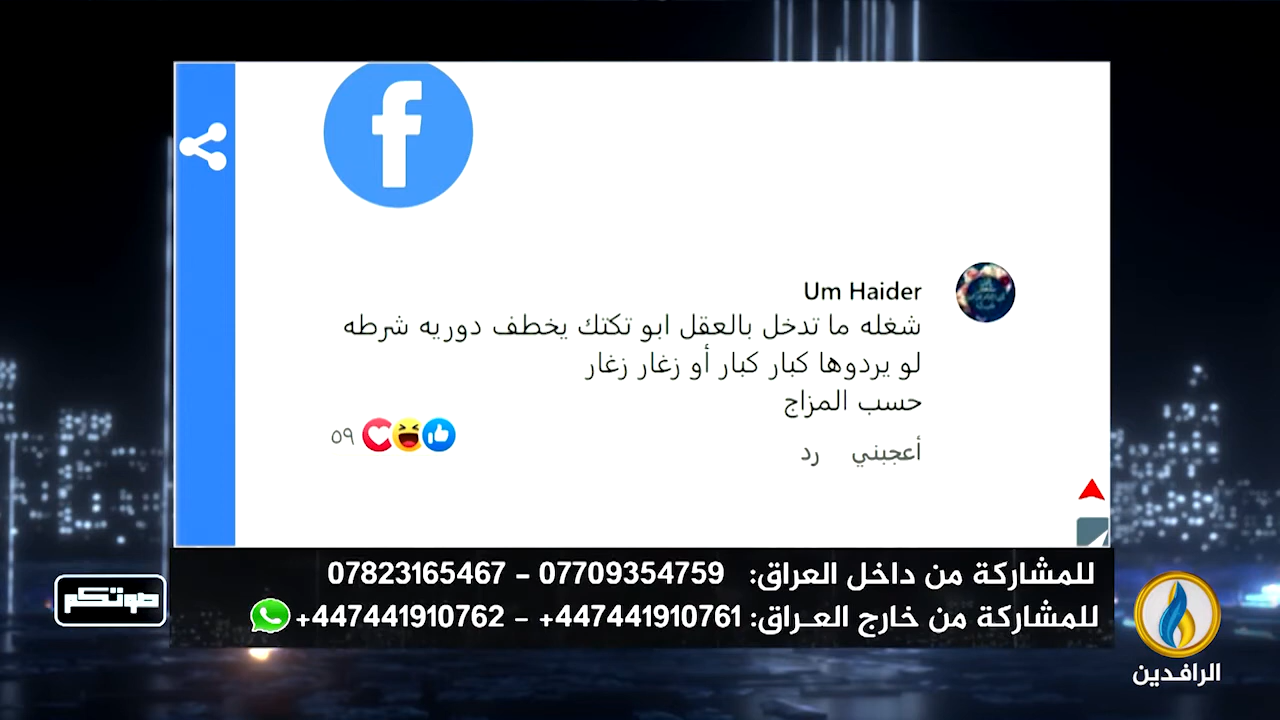 f
Um Haider
شغله ما تدخل بالعقل ابو تكتك يخطف دوريه شرطه
لو يردوها كبار كبار أو زغار زغار
حسب المزاج
٥٩
أعجبني رد
للمشاركة من داخل العراق: 07709354759 - 07823165467
للمشاركة من خارج العراق: 447441910761+ - 447441910762+
صوتكم
الرافدين